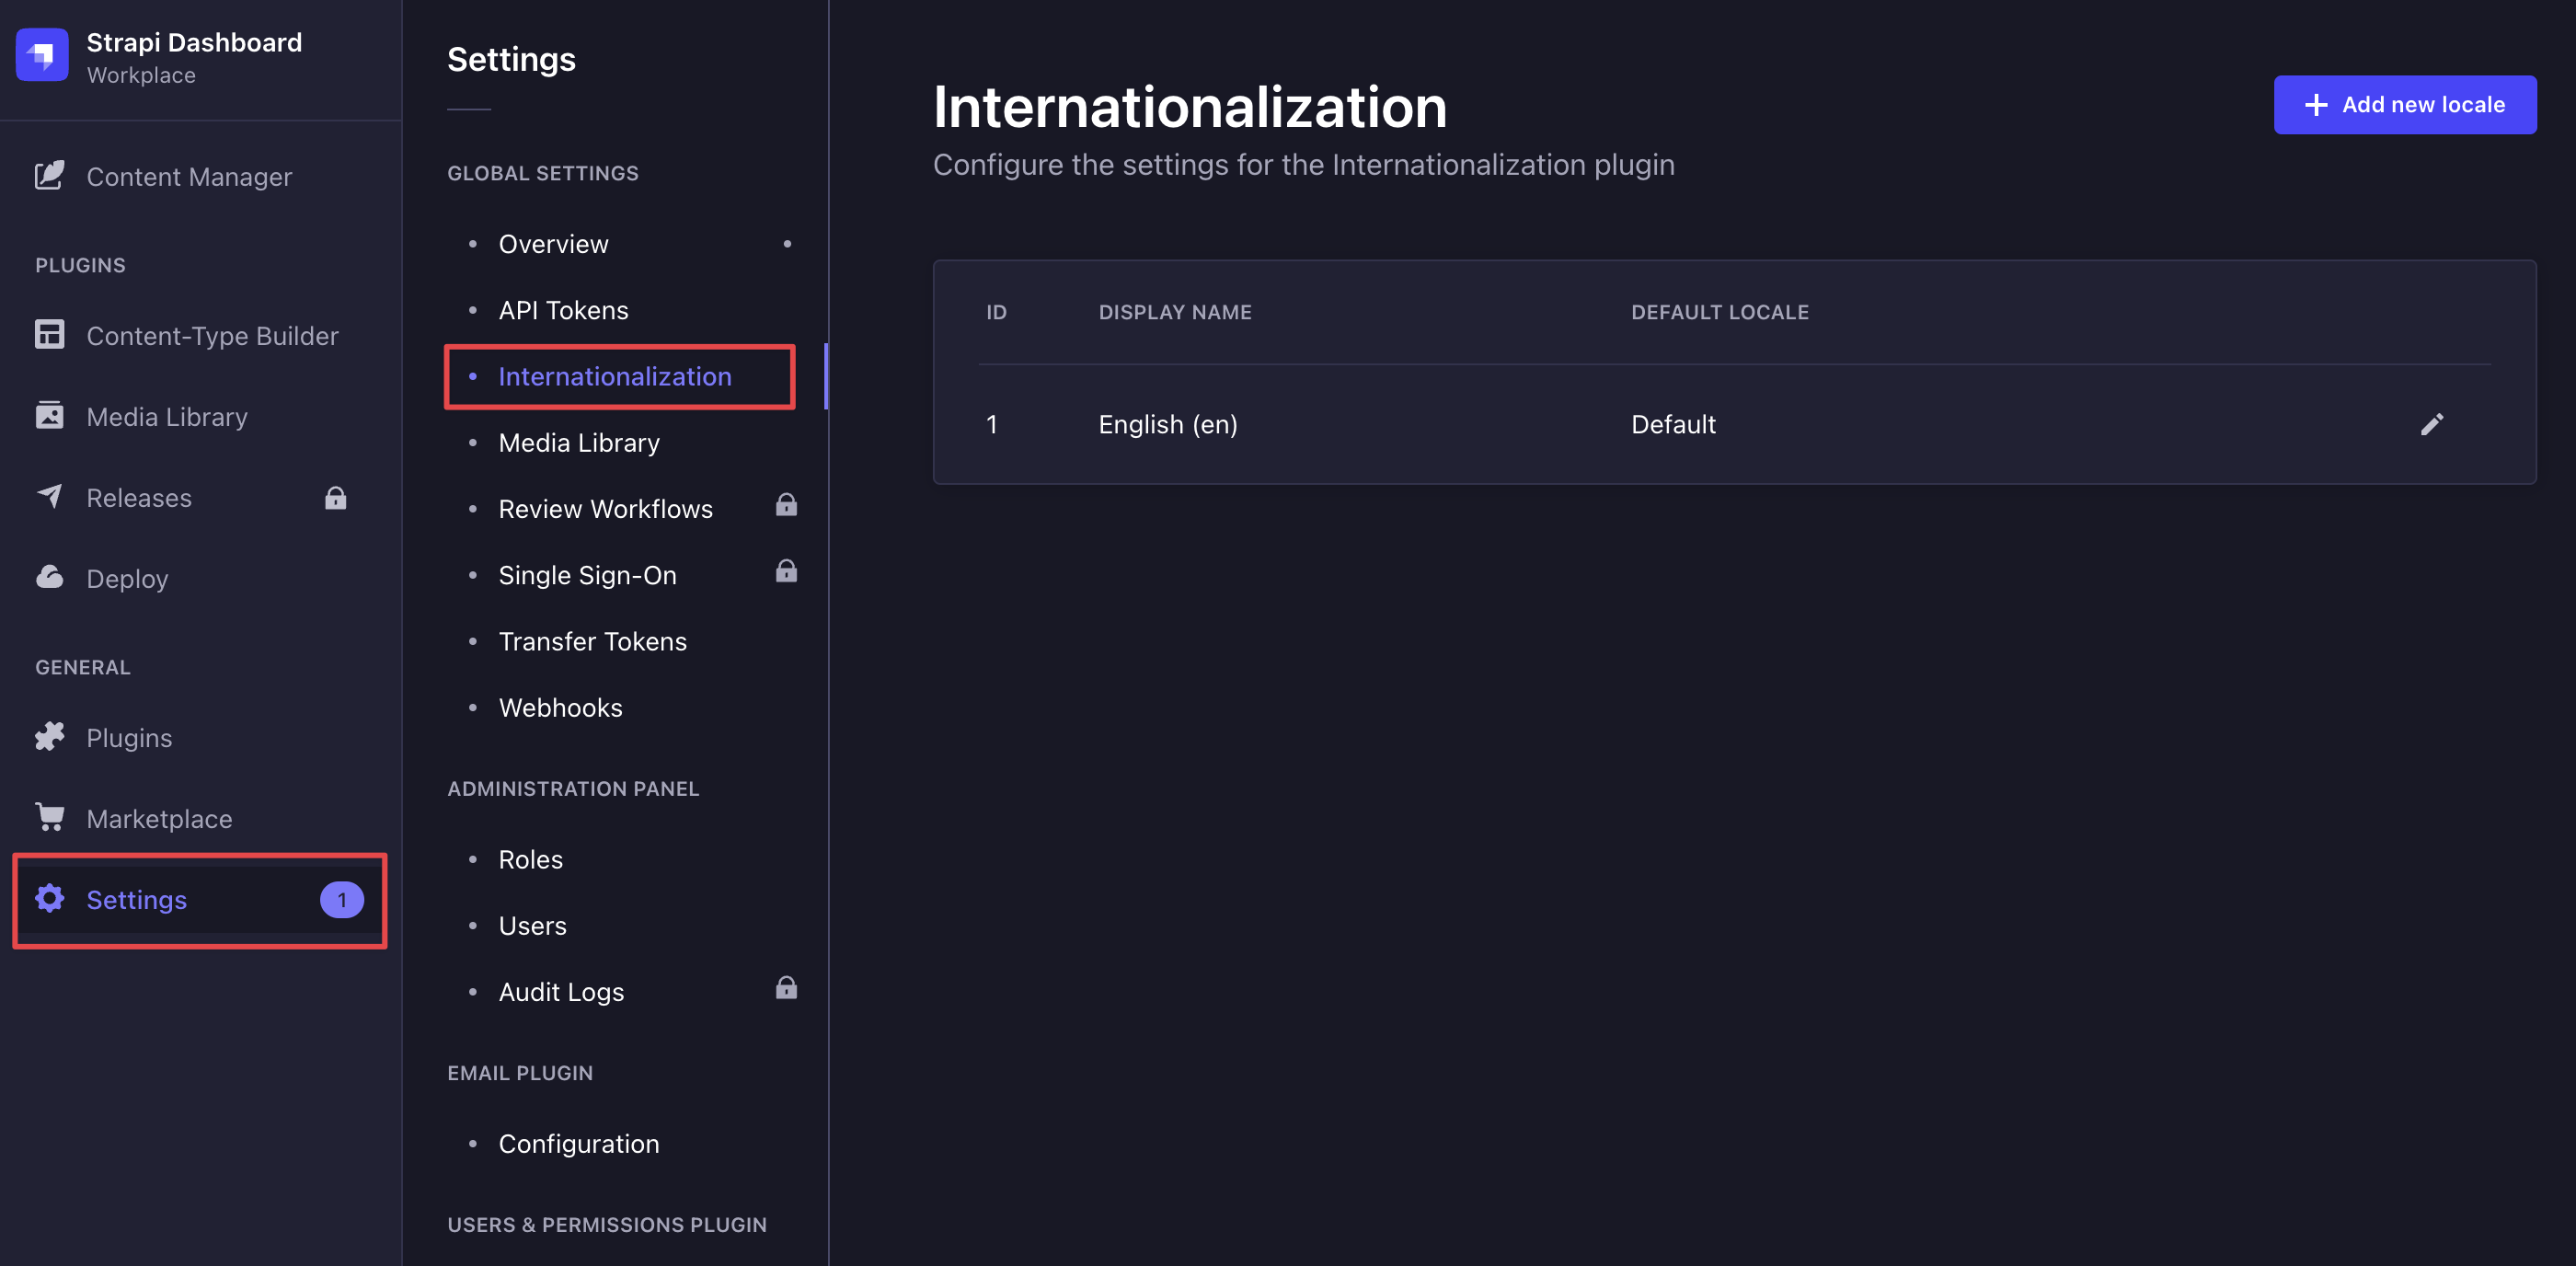 Strapi Dashboard
Workplace
Content Manager
PLUGINS
Content-Type Builder
Media Library
Releases
Deploy
GENERAL
Plugins
Marketplace
Settings 1
Settings
GLOBAL SETTINGS
Overview
API Tokens
Internationalization
Media Library
Review Workflows
Single Sign-On
Transfer Tokens
Webhooks
ADMINISTRATION PANEL
Roles
Users
Audit Logs
EMAIL PLUGIN
Configuration
USERS & PERMISSIONS PLUGIN
Internationalization
Configure the settings for the Internationalization plugin
Add new locale
ID DISPLAY NAME DEFAULT LOCALE
1 English (en) Default